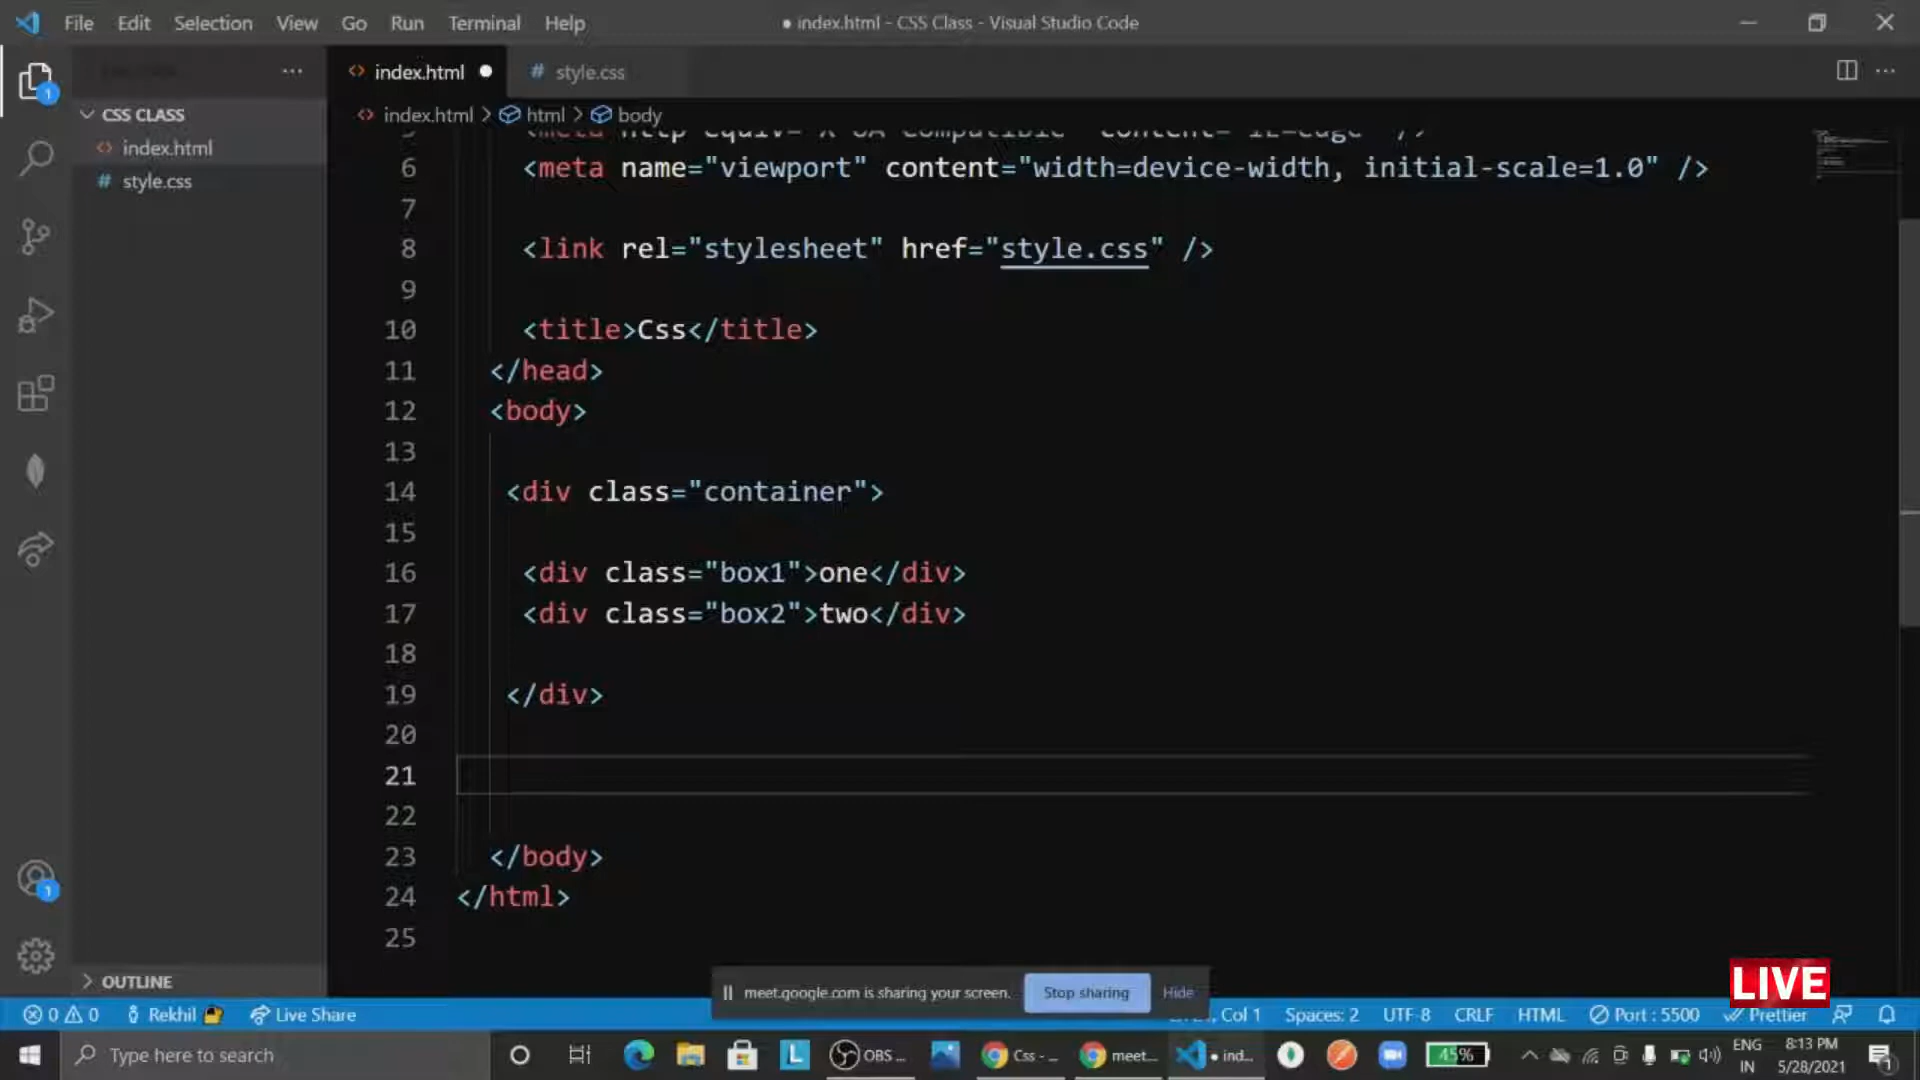 File Edit Selection View Go Run Terminal Help
● index.html - CSS Class - Visual Studio Code
index.html
style.css
CSS CLASS
index.html
style.css
index.html > html > body
6 <meta name="viewport" content="width=device-width, initial-scale=1.0" />
7
8 <link rel="stylesheet" href="style.css" />
9
10 <title>Css</title>
11 </head>
12 <body>
13
14 <div class="container">
15
16 <div class="box1">one</div>
17 <div class="box2">two</div>
18
19 </div>
20
21
22
23 </body>
24 </html>
25
OUTLINE
meet.google.com is sharing your screen. Stop sharing Hide
LIVE
0 0 Rekhil Live Share
, Col 1 Spaces: 2 UTF-8 CRLF HTML Port : 5500 Prettier
Type here to search
OBS ...
Css - ...
meet...
● ind...
45%
ENG
IN
8:13 PM
5/28/2021